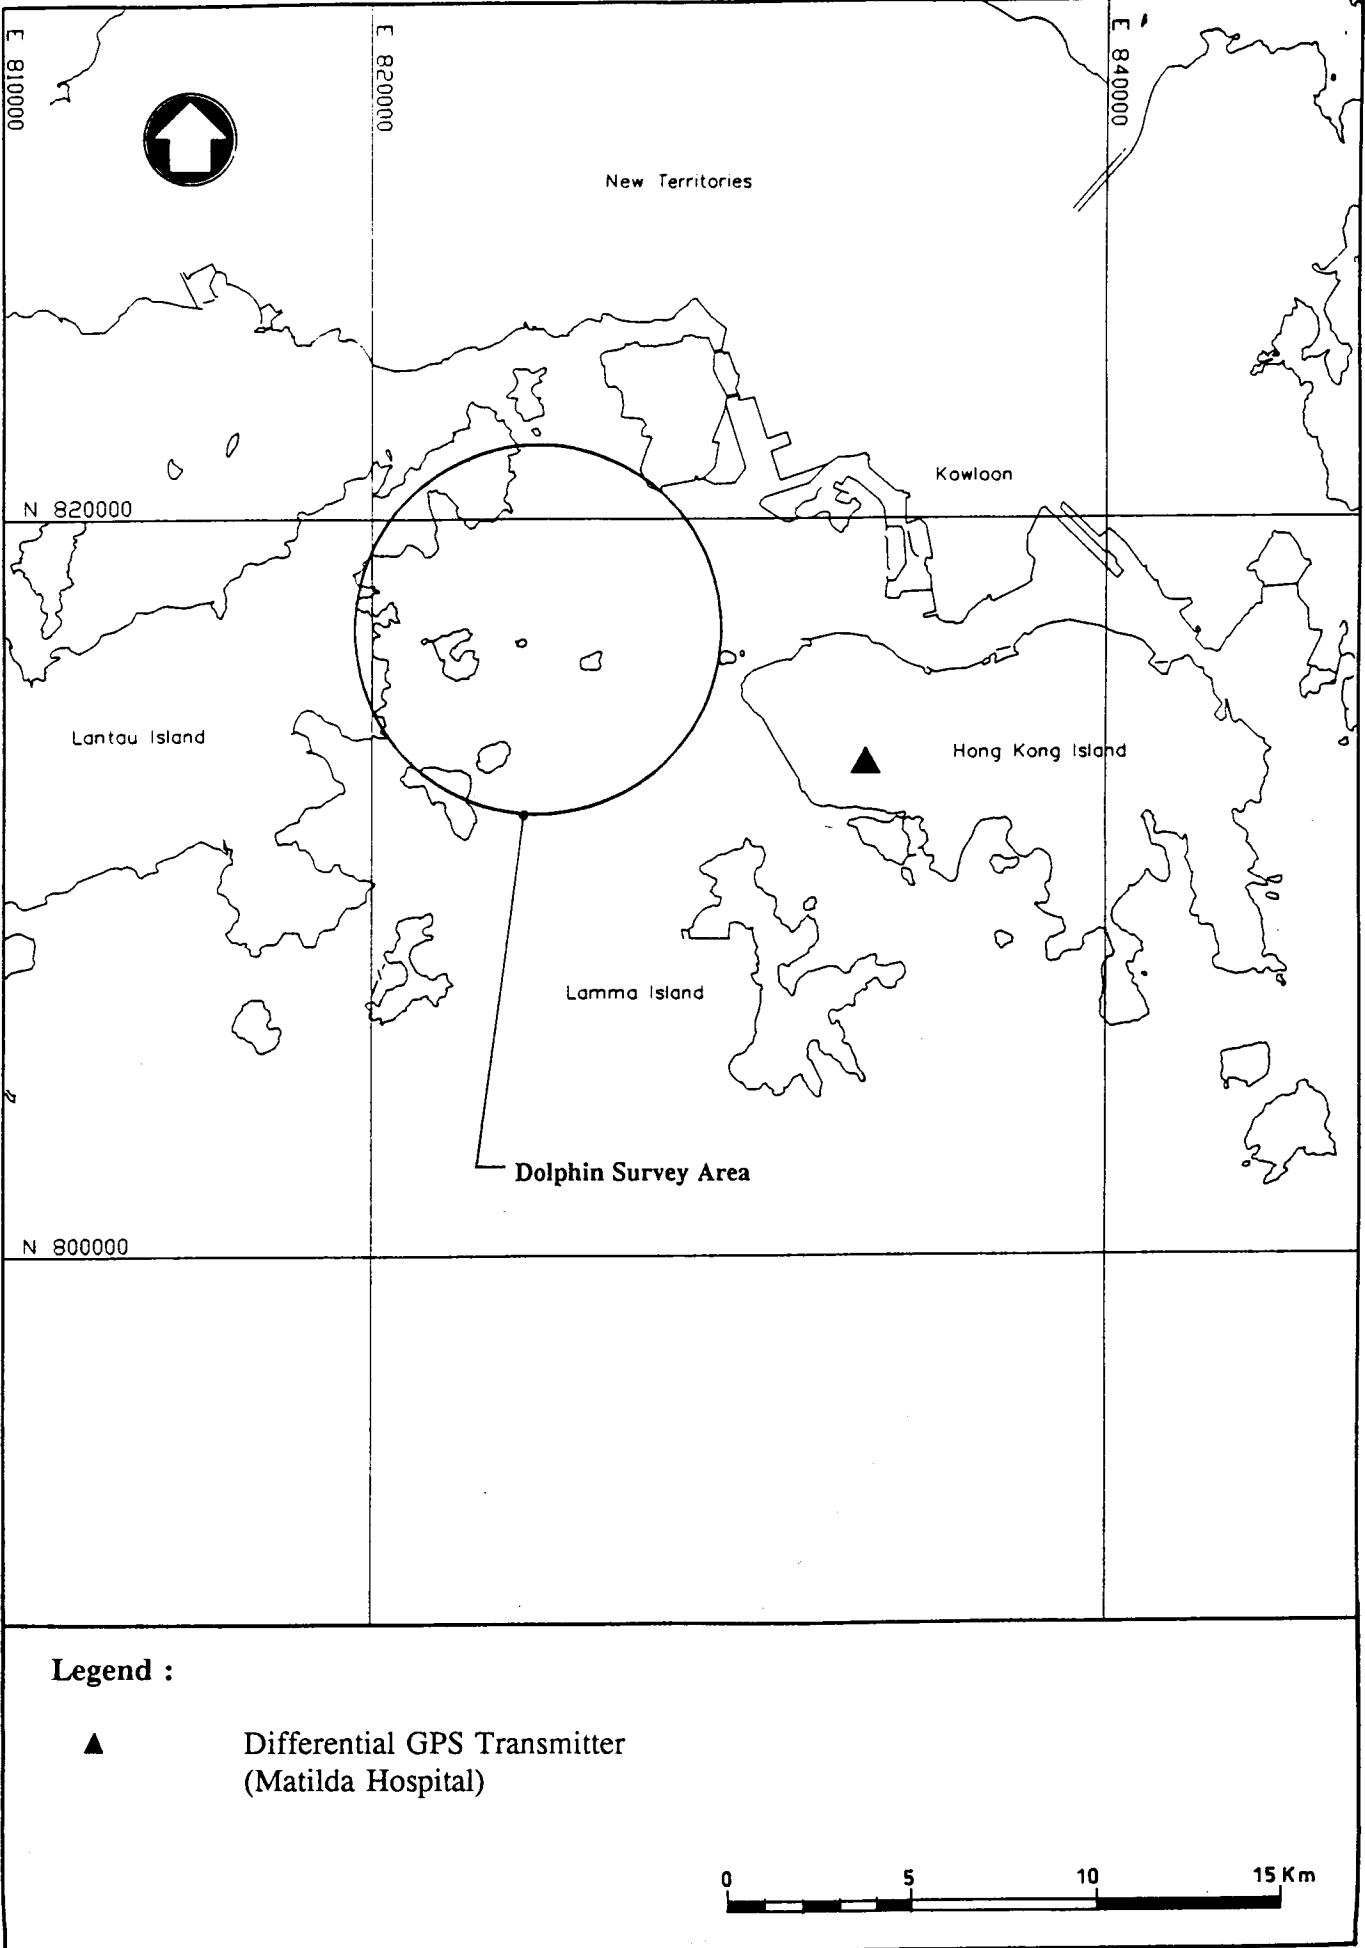 E 810000
E 820000
E 840000
New Territories
Kowloon
N 820000
Lantau Island
Hong Kong Island
Lamma Island
Dolphin Survey Area
N 800000
Legend :
Differential GPS Transmitter
(Matilda Hospital)
0 5 10 15 Km